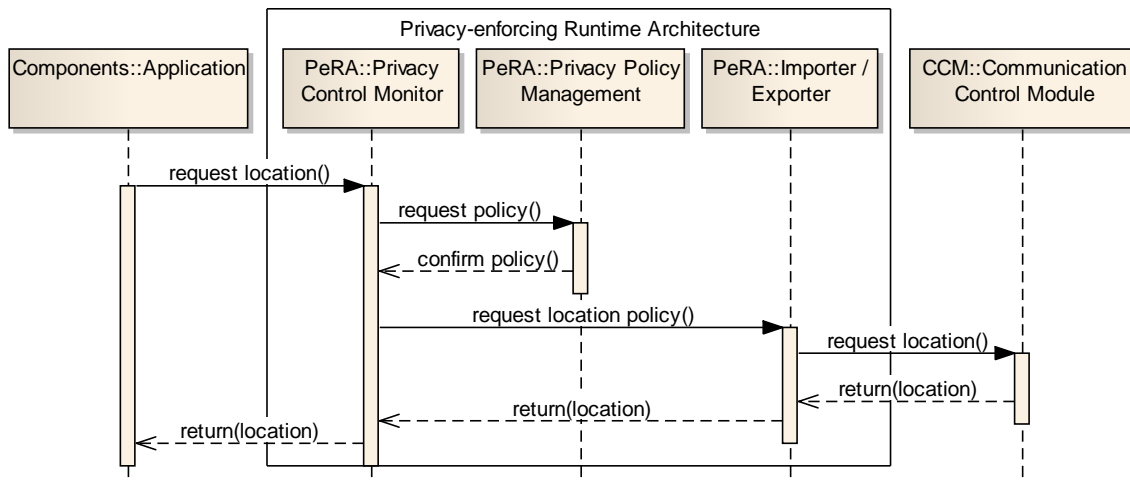 Privacy-enforcing Runtime Architecture
Components::Application
PeRA::Privacy
Control Monitor
PeRA::Privacy Policy
Management
PeRA::Importer /
Exporter
CCM::Communication
Control Module
request location()
request policy()
confirm policy()
request location policy()
request location()
return(location)
return(location)
return(location)